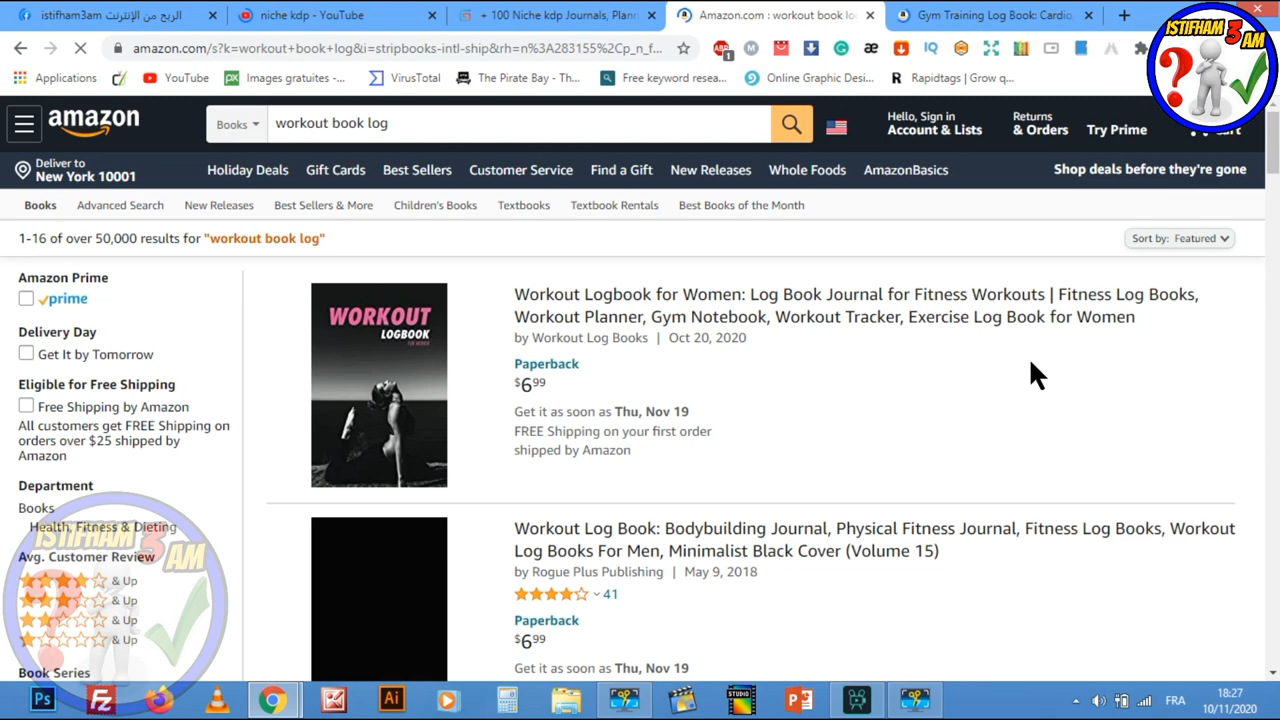 istifham3am الربح من الإنترنت
niche kdp - YouTube
+ 100 Niche kdp Journals, Plann
Amazon.com : workout book lo
Gym Training Log Book: Cardio,
amazon.com/s?k=workout+book+log&i=stripbooks-intl-ship&rh=n%3A283155%2Cp_n_f...
ISTIFHAM 3 AM
Applications
YouTube
Images gratuites -...
VirusTotal
The Pirate Bay - Th...
Free keyword resea...
Online Graphic Desi...
Rapidtags | Grow q...
amazon
Books
workout book log
Hello, Sign in
Account & Lists
Returns
& Orders
Try Prime
Cart
Deliver to
New York 10001
Holiday Deals
Gift Cards
Best Sellers
Customer Service
Find a Gift
New Releases
Whole Foods
AmazonBasics
Shop deals before they're gone
Books
Advanced Search
New Releases
Best Sellers & More
Children's Books
Textbooks
Textbook Rentals
Best Books of the Month
1-16 of over 50,000 results for "workout book log"
Sort by: Featured
Amazon Prime
prime
Delivery Day
Get It by Tomorrow
Eligible for Free Shipping
Free Shipping by Amazon
All customers get FREE Shipping on
orders over $25 shipped by
Amazon
Department
Books
Health, Fitness & Dieting
ISTIFHAM 3 AM
Avg. Customer Review
& Up
& Up
& Up
& Up
Book Series
WORKOUT
LOGBOOK
FOR WOMEN
Workout Logbook for Women: Log Book Journal for Fitness Workouts | Fitness Log Books,
Workout Planner, Gym Notebook, Workout Tracker, Exercise Log Book for Women
by Workout Log Books | Oct 20, 2020
Paperback
$6.99
Get it as soon as Thu, Nov 19
FREE Shipping on your first order
shipped by Amazon
Workout Log Book: Bodybuilding Journal, Physical Fitness Journal, Fitness Log Books, Workout
Log Books For Men, Minimalist Black Cover (Volume 15)
by Rogue Plus Publishing | May 9, 2018
41
Paperback
$6.99
Get it as soon as Thu, Nov 19
FRA
18:27
10/11/2020